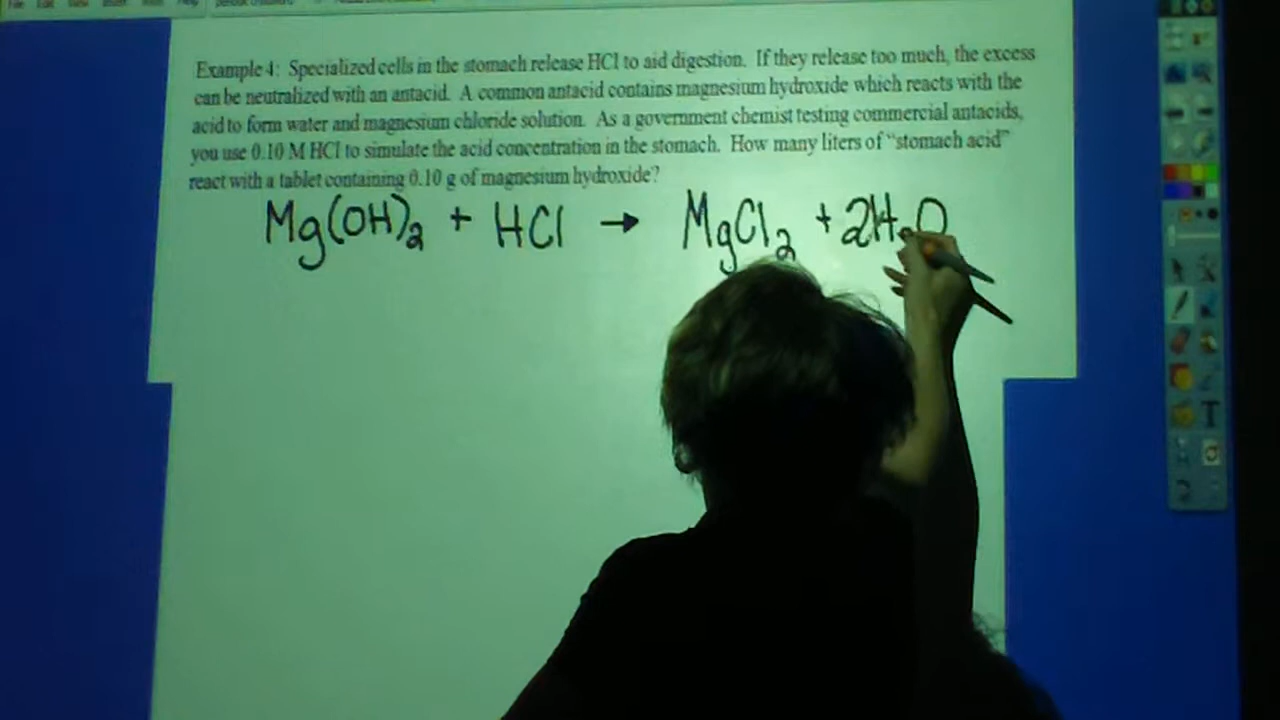 Example 4: Specialized cells in the stomach release HCl to aid digestion. If they release too much, the excess
can be neutralized with an antacid. A common antacid contains magnesium hydroxide which reacts with the
acid to form water and magnesium chloride solution. As a government chemist testing commercial antacids,
you use 0.10 M HCl to simulate the acid concentration in the stomach. How many liters of “stomach acid”
react with a tablet containing 0.10 g of magnesium hydroxide?
Mg(OH)₂ + HCl → MgCl₂ + 2H₂O
T